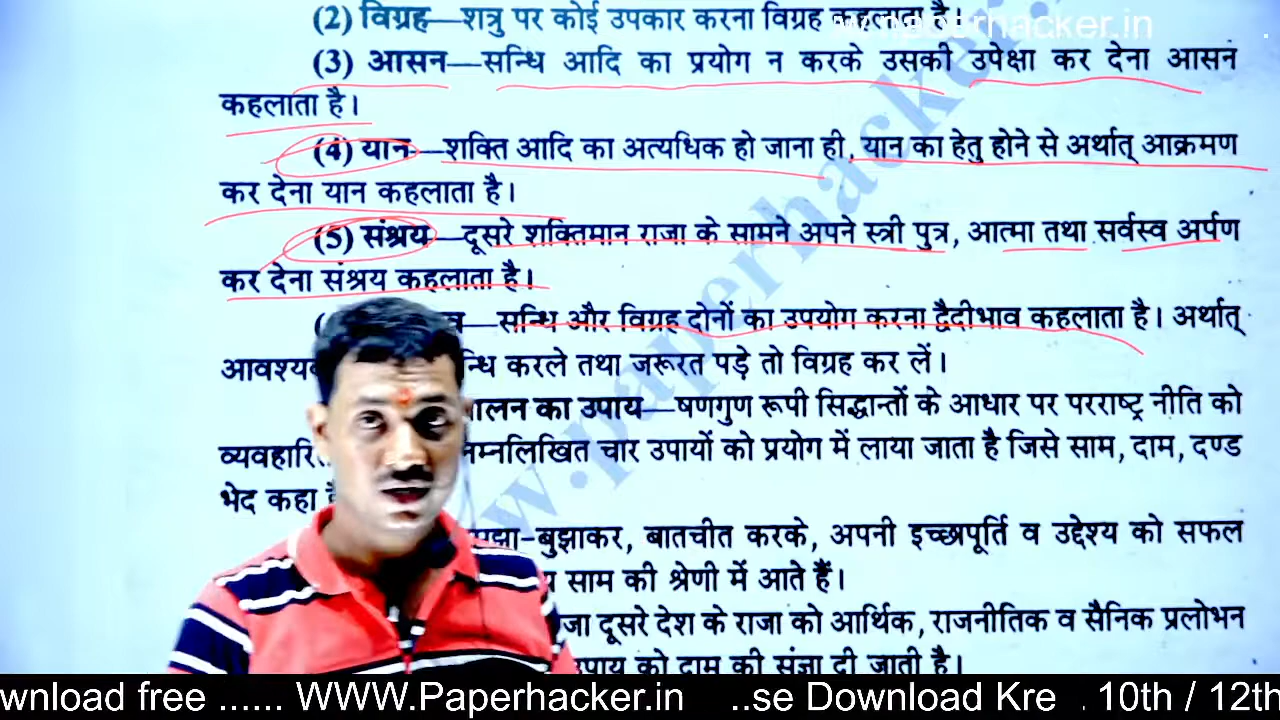 (2) विग्रह—शत्रु पर कोई उपकार करना विग्रह कहलाता है।
(3) आसन—सन्धि आदि का प्रयोग न करके उसकी उपेक्षा कर देना आसन
कहलाता है।
(4) यान—शक्ति आदि का अत्यधिक हो जाना ही, यान का हेतु होने से अर्थात् आक्रमण
कर देना यान कहलाता है।
(5) संश्रय—दूसरे शक्तिमान राजा के सामने अपने स्त्री पुत्र, आत्मा तथा सर्वस्व अर्पण
कर देना संश्रय कहलाता है।
—सन्धि और विग्रह दोनों का उपयोग करना द्वैदीभाव कहलाता है। अर्थात्
करले तथा जरूरत पड़े तो विग्रह कर लें।
का उपाय—षणगुण रूपी सिद्धान्तों के आधार पर परराष्ट्र नीति को
चार उपायों को प्रयोग में लाया जाता है जिसे साम, दाम, दण्ड
भेद कहा
-बुझाकर, बातचीत करके, अपनी इच्छापूर्ति व उद्देश्य को सफल
साम की श्रेणी में आते हैं।
दूसरे देश के राजा को आर्थिक, राजनीतिक व सैनिक प्रलोभन
उपाय को दाम की संज्ञा दी जाती है।
wnload free ...... WWW.Paperhacker.in ..se Download Kre . 10th / 12th